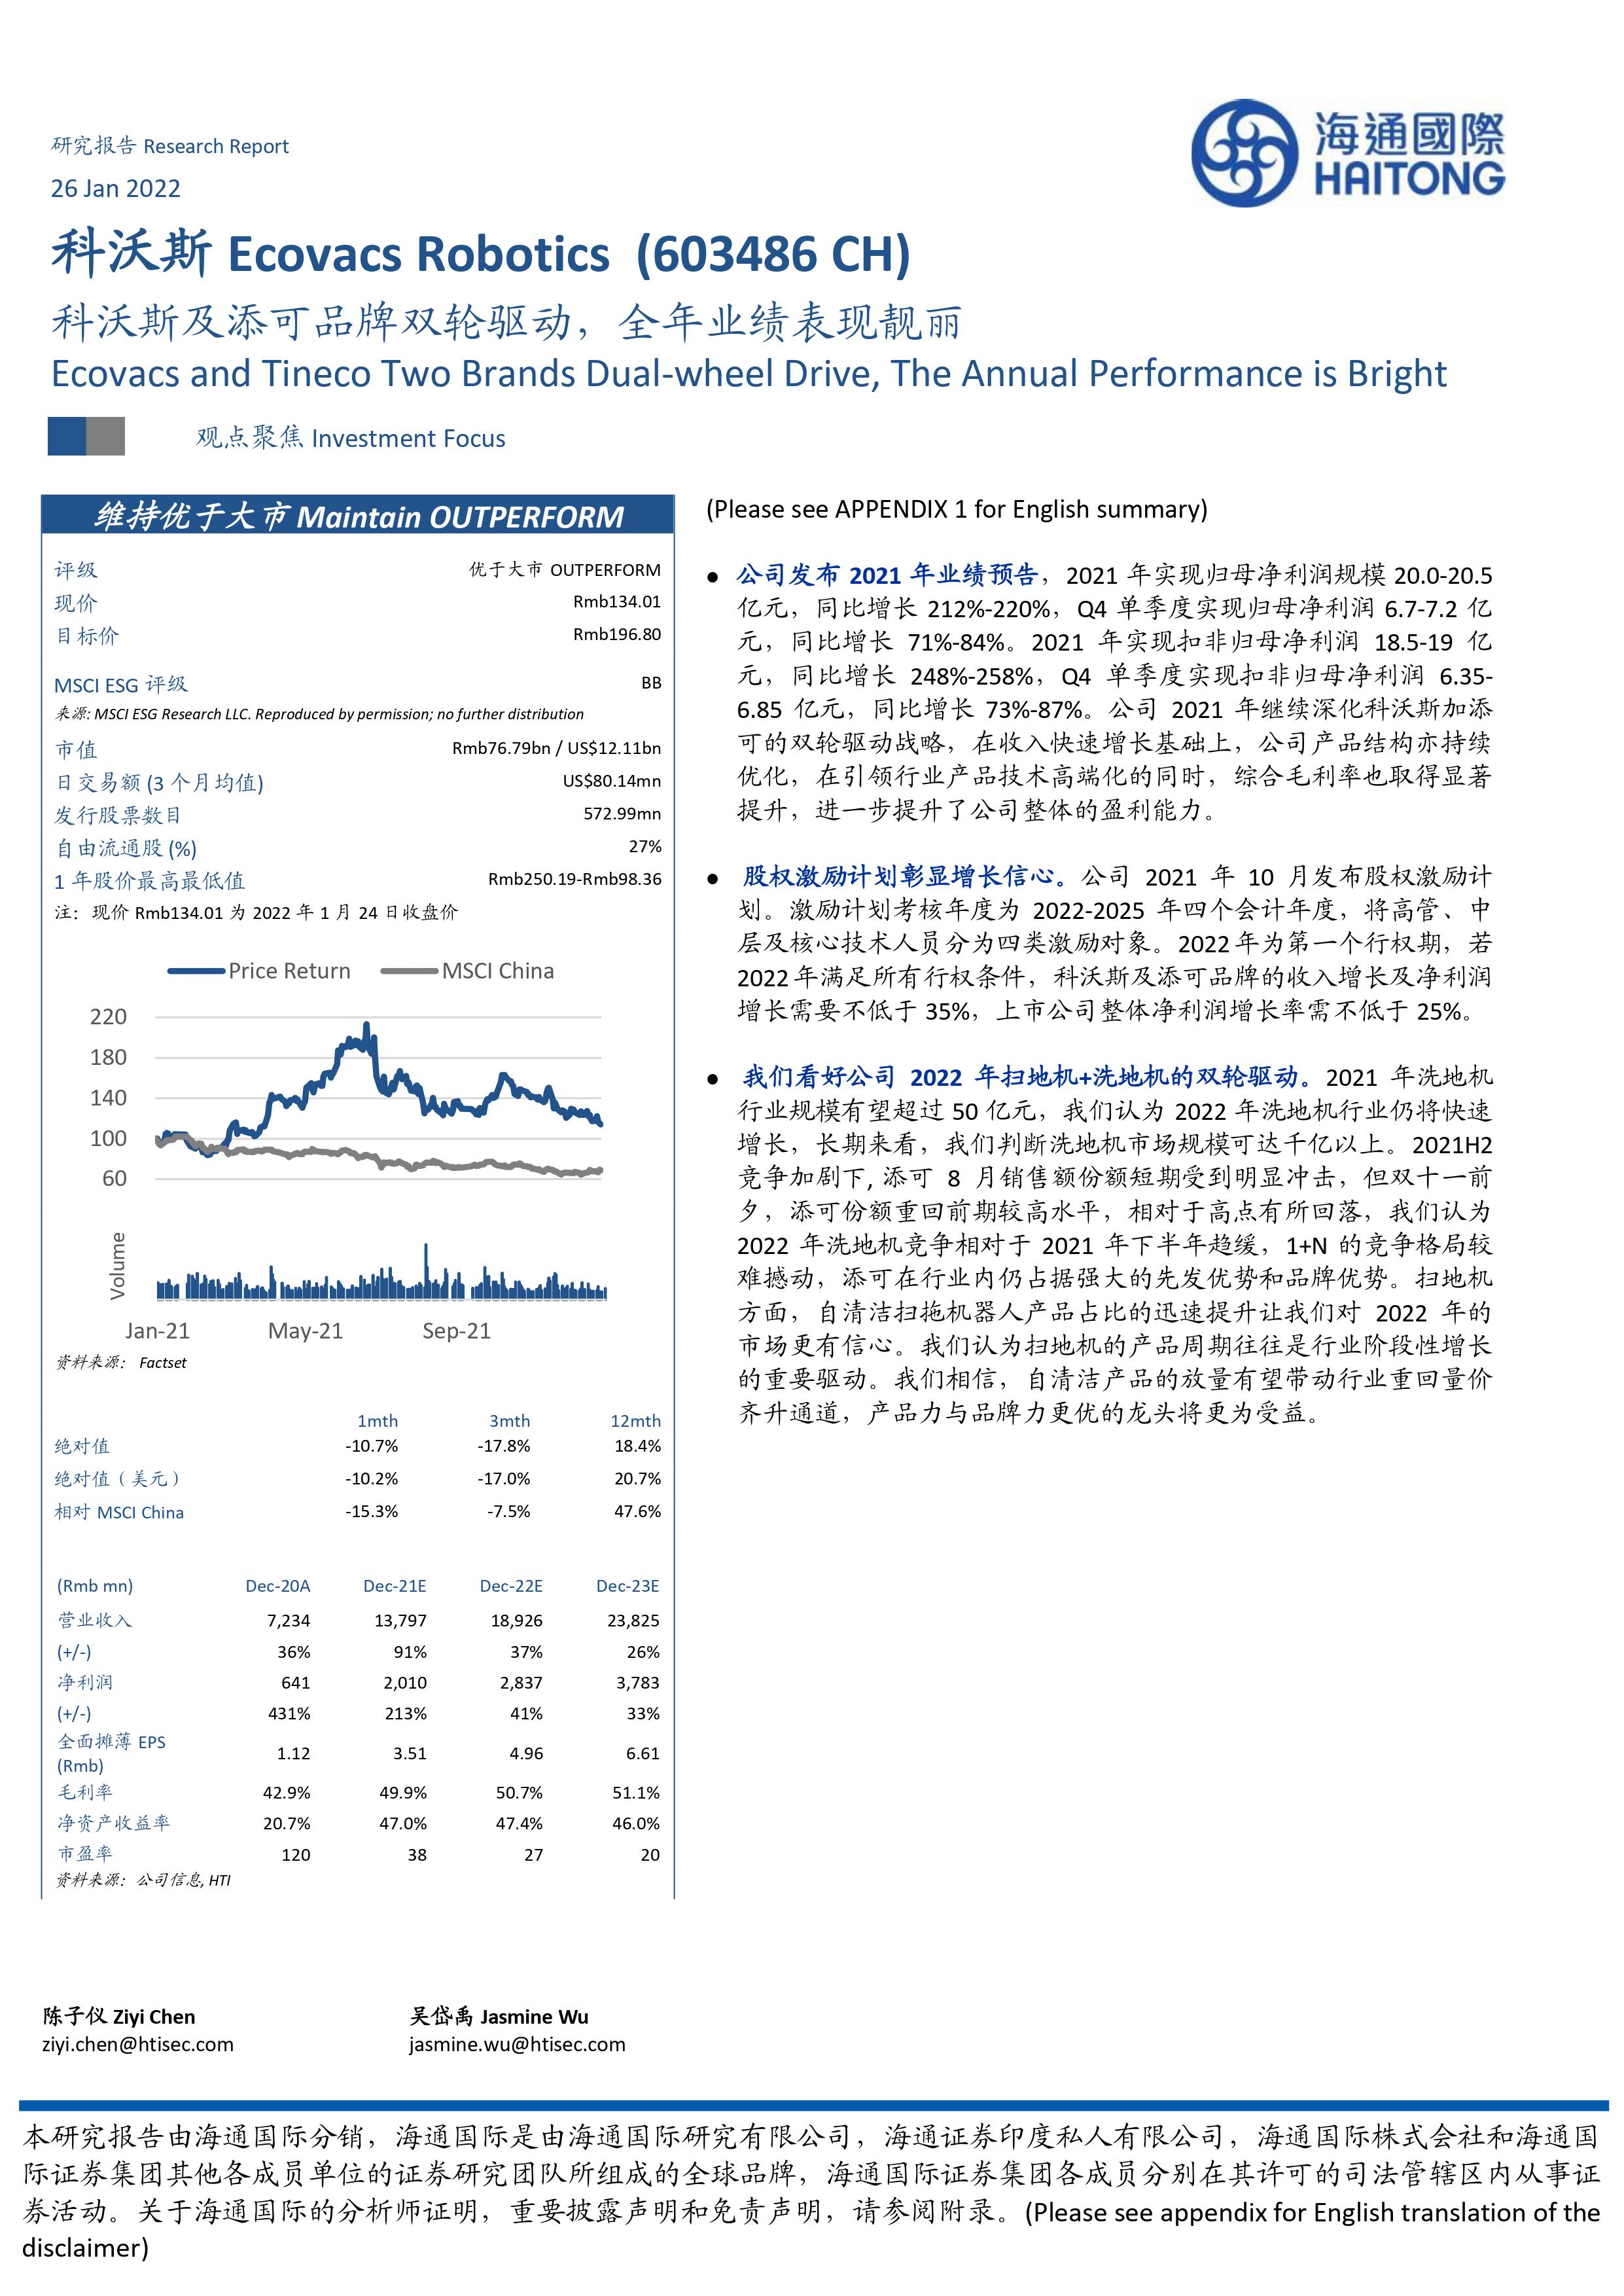 研究报告 Research Report
26 Jan 2022
海通國際
HAITONG
科沃斯 Ecovacs Robotics (603486 CH)
科沃斯及添可品牌双轮驱动，全年业绩表现靓丽
Ecovacs and Tineco Two Brands Dual-wheel Drive, The Annual Performance is Bright
观点聚焦 Investment Focus
维持优于大市 Maintain OUTPERFORM
评级 优于大市 OUTPERFORM
现价 Rmb134.01
目标价 Rmb196.80
MSCI ESG 评级 BB
来源: MSCI ESG Research LLC. Reproduced by permission; no further distribution
市值 Rmb76.79bn / US$12.11bn
日交易额 (3 个月均值) US$80.14mn
发行股票数目 572.99mn
自由流通股 (%) 27%
1 年股价最高最低值 Rmb250.19-Rmb98.36
注：现价 Rmb134.01 为 2022 年 1 月 24 日收盘价
Price Return MSCI China
220
180
140
100
60
Volume
Jan-21 May-21 Sep-21
资料来源： Factset
1mth 3mth 12mth
绝对值 -10.7% -17.8% 18.4%
绝对值（美元） -10.2% -17.0% 20.7%
相对 MSCI China -15.3% -7.5% 47.6%
(Rmb mn) Dec-20A Dec-21E Dec-22E Dec-23E
营业收入 7,234 13,797 18,926 23,825
(+/-) 36% 91% 37% 26%
净利润 641 2,010 2,837 3,783
(+/-) 431% 213% 41% 33%
全面摊薄 EPS
(Rmb) 1.12 3.51 4.96 6.61
毛利率 42.9% 49.9% 50.7% 51.1%
净资产收益率 20.7% 47.0% 47.4% 46.0%
市盈率 120 38 27 20
资料来源：公司信息, HTI
(Please see APPENDIX 1 for English summary)
● 公司发布 2021 年业绩预告，2021 年实现归母净利润规模 20.0-20.5
亿元，同比增长 212%-220%，Q4 单季度实现归母净利润 6.7-7.2 亿
元，同比增长 71%-84%。2021 年实现扣非归母净利润 18.5-19 亿
元，同比增长 248%-258%，Q4 单季度实现扣非归母净利润 6.35-
6.85 亿元，同比增长 73%-87%。公司 2021 年继续深化科沃斯加添
可的双轮驱动战略，在收入快速增长基础上，公司产品结构亦持续
优化，在引领行业产品技术高端化的同时，综合毛利率也取得显著
提升，进一步提升了公司整体的盈利能力。
● 股权激励计划彰显增长信心。公司 2021 年 10 月发布股权激励计
划。激励计划考核年度为 2022-2025 年四个会计年度，将高管、中
层及核心技术人员分为四类激励对象。2022年为第一个行权期，若
2022年满足所有行权条件，科沃斯及添可品牌的收入增长及净利润
增长需要不低于 35%，上市公司整体净利润增长率需不低于 25%。
● 我们看好公司 2022 年扫地机+洗地机的双轮驱动。2021 年洗地机
行业规模有望超过 50 亿元，我们认为 2022 年洗地机行业仍将快速
增长，长期来看，我们判断洗地机市场规模可达千亿以上。2021H2
竞争加剧下, 添可 8 月销售额份额短期受到明显冲击，但双十一前
夕，添可份额重回前期较高水平，相对于高点有所回落，我们认为
2022 年洗地机竞争相对于 2021 年下半年趋缓，1+N 的竞争格局较
难撼动，添可在行业内仍占据强大的先发优势和品牌优势。扫地机
方面，自清洁扫拖机器人产品占比的迅速提升让我们对 2022 年的
市场更有信心。我们认为扫地机的产品周期往往是行业阶段性增长
的重要驱动。我们相信，自清洁产品的放量有望带动行业重回量价
齐升通道，产品力与品牌力更优的龙头将更为受益。
陈子仪 Ziyi Chen 吴岱禹 Jasmine Wu
ziyi.chen@htisec.com jasmine.wu@htisec.com
本研究报告由海通国际分销，海通国际是由海通国际研究有限公司，海通证券印度私人有限公司，海通国际株式会社和海通国
际证券集团其他各成员单位的证券研究团队所组成的全球品牌，海通国际证券集团各成员分别在其许可的司法管辖区内从事证
券活动。关于海通国际的分析师证明，重要披露声明和免责声明，请参阅附录。(Please see appendix for English translation of the
disclaimer)